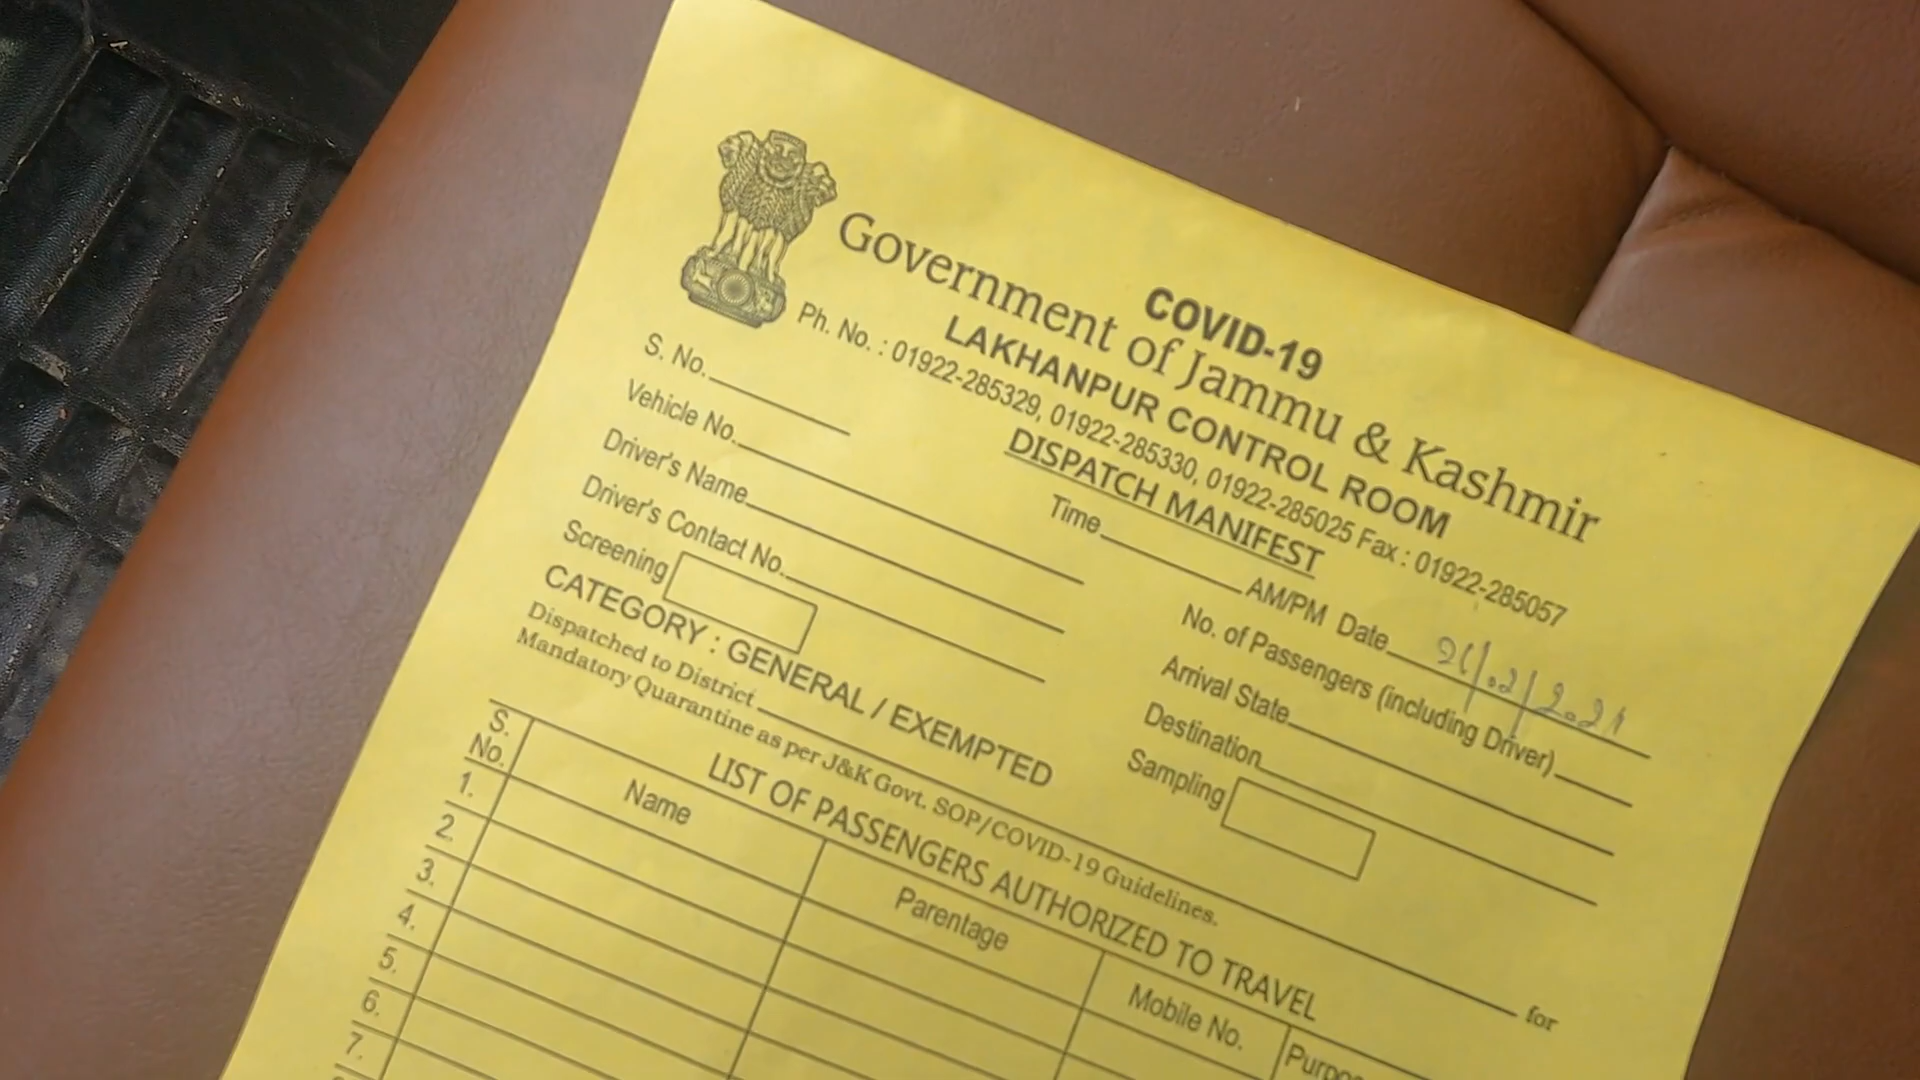 COVID-19
Government of Jammu & Kashmir
LAKHANPUR CONTROL ROOM
Ph. No. : 01922-285329, 01922-285330, 01922-285025 Fax : 01922-285057
DISPATCH MANIFEST
S. No.
Time AM/PM Date
Vehicle No.
No. of Passengers (including Driver)
Driver's Name
Arrival State
Driver's Contact No.
Destination
Screening
Sampling
CATEGORY : GENERAL / EXEMPTED
Dispatched to District for
Mandatory Quarantine as per J&K Govt. SOP/COVID-19 Guidelines.
LIST OF PASSENGERS AUTHORIZED TO TRAVEL
S. No. Name Parentage Mobile No.
1.
2.
3.
4.
5.
6.
7.